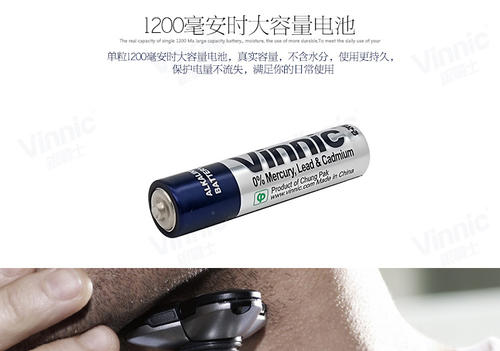 1200毫安时大容量电池
The real capacity of single 1200 Ma large capacity battery, moisture, the use of more durable.To meet the daily use of your
单粒1200毫安时大容量电池，真实容量，不含水分，使用更持久，
保护电量不流失，满足你的日常使用
Vinnic
0% Mercury, Lead & Cadmium
Product of Chung Pak
www.vinnic.com Made in China
Vinnic
Vinnic
Vinnic
Vinnic